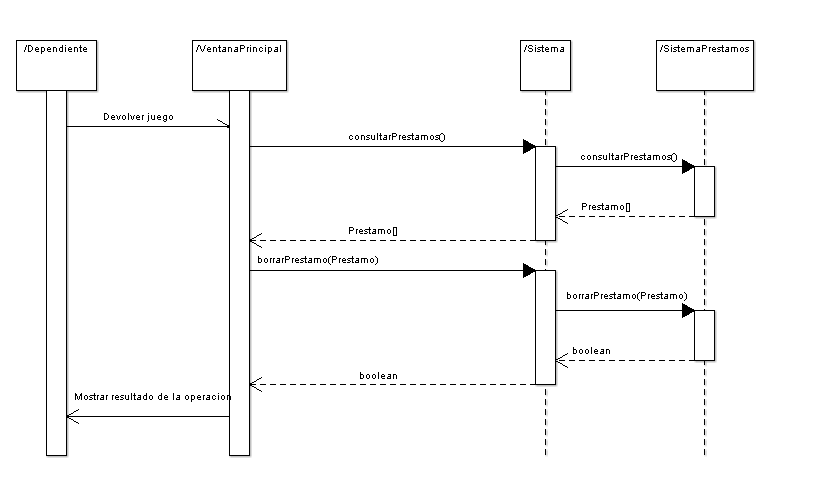 /Dependiente
/VentanaPrincipal
/Sistema
/SistemaPrestamos
Devolver juego
consultarPrestamos()
consultarPrestamos()
Prestamo[]
Prestamo[]
borrarPrestamo(Prestamo)
borrarPrestamo(Prestamo)
boolean
boolean
Mostrar resultado de la operacion